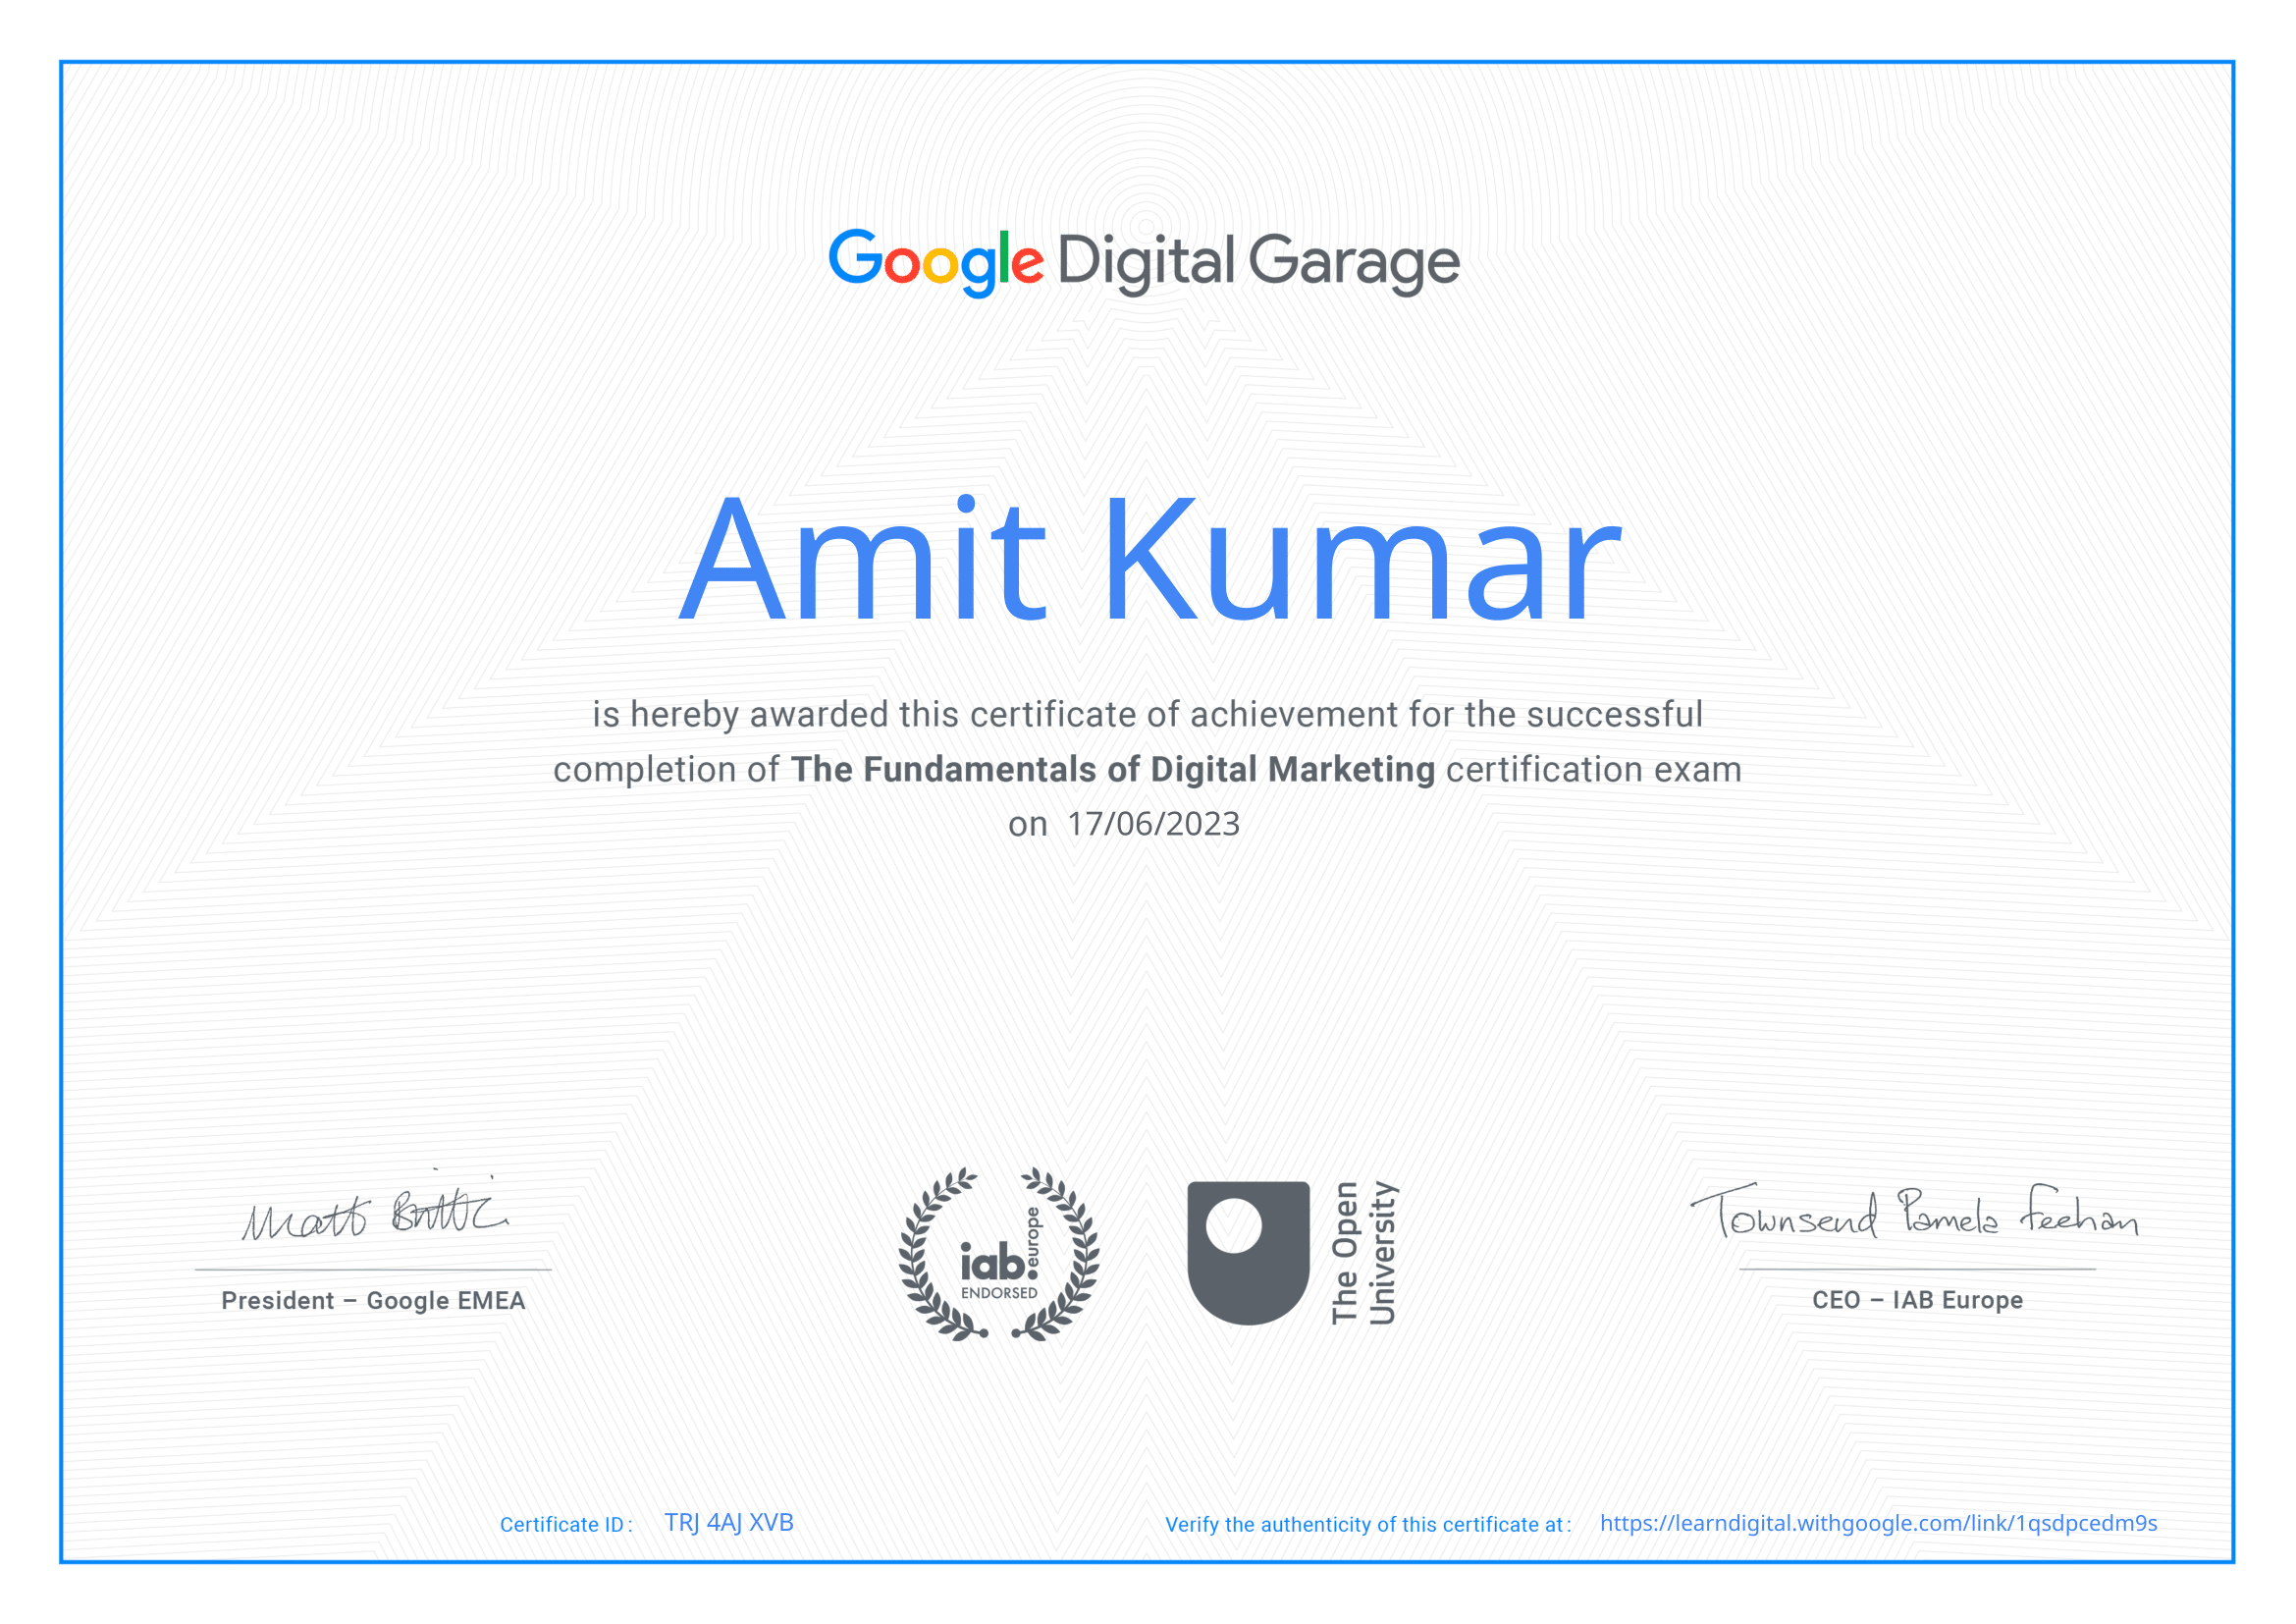 Google Digital Garage
Amit Kumar
is hereby awarded this certificate of achievement for the successful
completion of The Fundamentals of Digital Marketing certification exam
on 17/06/2023
Matt Brittin
President – Google EMEA
iab.europe
ENDORSED
The Open
University
Townsend Pamela Feehan
CEO – IAB Europe
Certificate ID : TRJ 4AJ XVB
Verify the authenticity of this certificate at : https://learndigital.withgoogle.com/link/1qsdpcedm9s